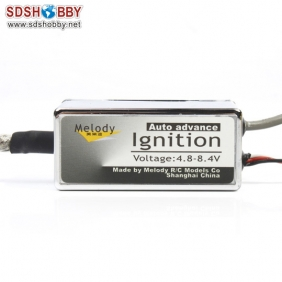 SDSHOBBY
www.sdshobby.com
Melody
Auto advance
Ignition
Voltage:4.8-8.4V
Made by Melody R/C Models Co
Shanghai China